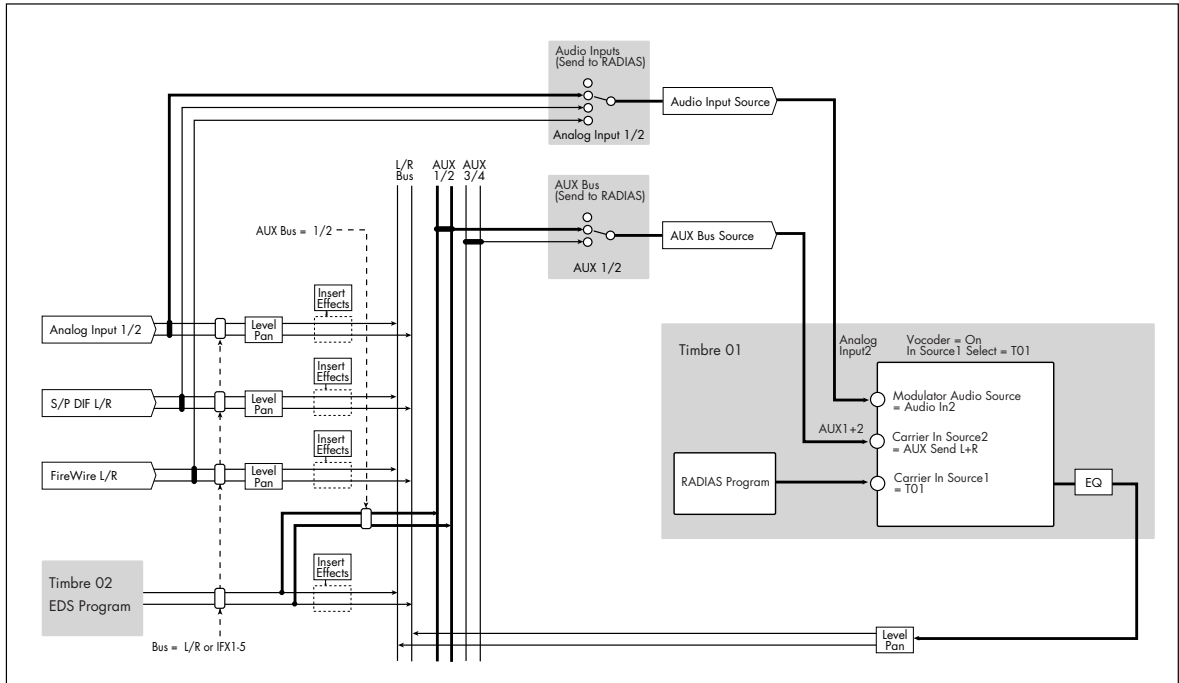 Audio Inputs
(Send to RADIAS)
Audio Input Source
Analog Input 1/2
L/R
Bus
AUX
1/2
AUX
3/4
AUX Bus
(Send to RADIAS)
AUX Bus = 1/2
AUX Bus Source
AUX 1/2
Insert
Effects
Analog Input 1/2
Level
Pan
Insert
Effects
S/P DIF L/R
Level
Pan
Insert
Effects
FireWire L/R
Level
Pan
Timbre 01
Analog
Input2
Vocoder = On
In Source1 Select = T01
Modulator Audio Source
= Audio In2
AUX1+2
Carrier In Source2
= AUX Send L+R
RADIAS Program
Carrier In Source1
= T01
EQ
Insert
Effects
Timbre 02
EDS Program
Bus = L/R or IFX1-5
Level
Pan